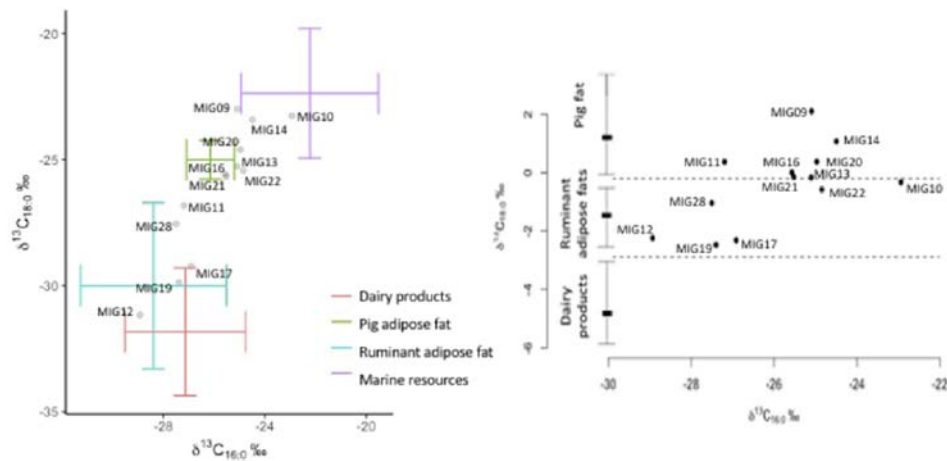 -20
-25
-30
-35
δ¹³C₁₈:₀ ‰
MIG09
MIG10
MIG14
MIG20
MIG13
MIG16
MIG22
MIG21
MIG11
MIG28
MIG17
MIG19
MIG12
Dairy products
Pig adipose fat
Ruminant adipose fat
Marine resources
-28
-24
-20
δ¹³C₁₆:₀ ‰
Pig fat
Ruminant
adipose fats
Dairy
products
2
0
-2
-4
-6
MIG09
MIG14
MIG11
MIG16
MIG20
MIG13
MIG21
MIG22
MIG10
MIG28
MIG12
MIG19
MIG17
-30
-28
-26
-24
-22
δ¹³C₁₆:₀ ‰